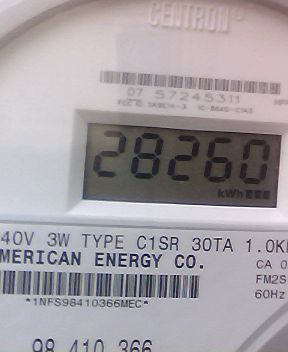 CENTRON®
07 57245311
28260
kWh
40V 3W TYPE C1SR 30TA 1.0K
MERICAN ENERGY CO.
CA 0
FM2S
60Hz
*1NFS98410366MEC*
98 410 366